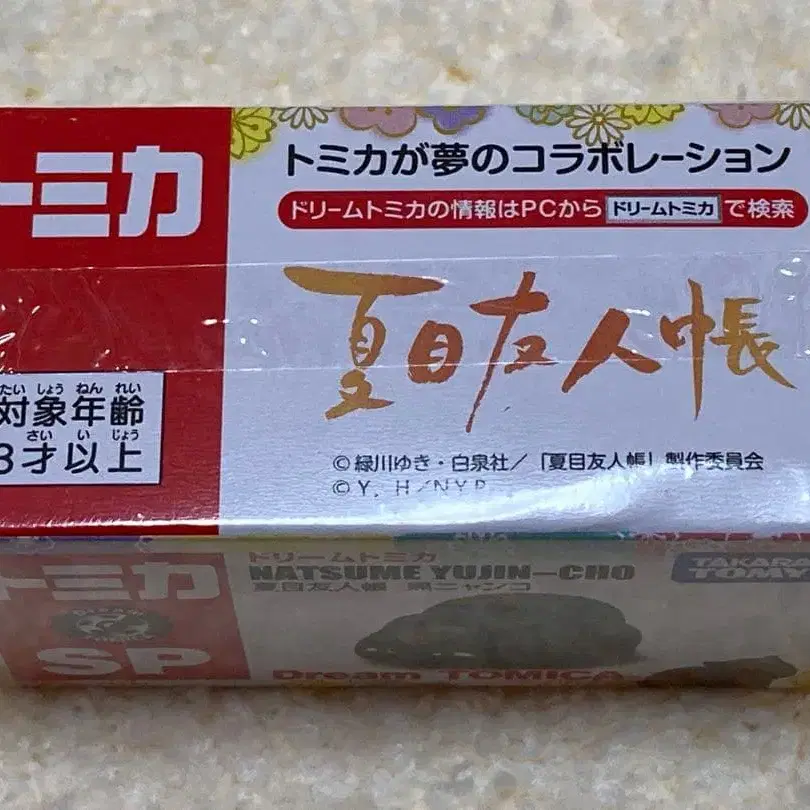 トミカ
トミカが夢のコラボレーション
ドリームトミカの情報はPCから ドリームトミカ で検索
夏目友人帳
たい しょう ねん れい
対象年齢
さい い じょう
3才以上
©緑川ゆき・白泉社/「夏目友人帳」製作委員会
©Y. H/NYP
トミカ
ドリームトミカ
NATSUME YUJIN-CHO
夏目友人帳 黒ニャンコ
TAKARA
TOMY
DREAM
TOMICA
SP
Dream TOMICA